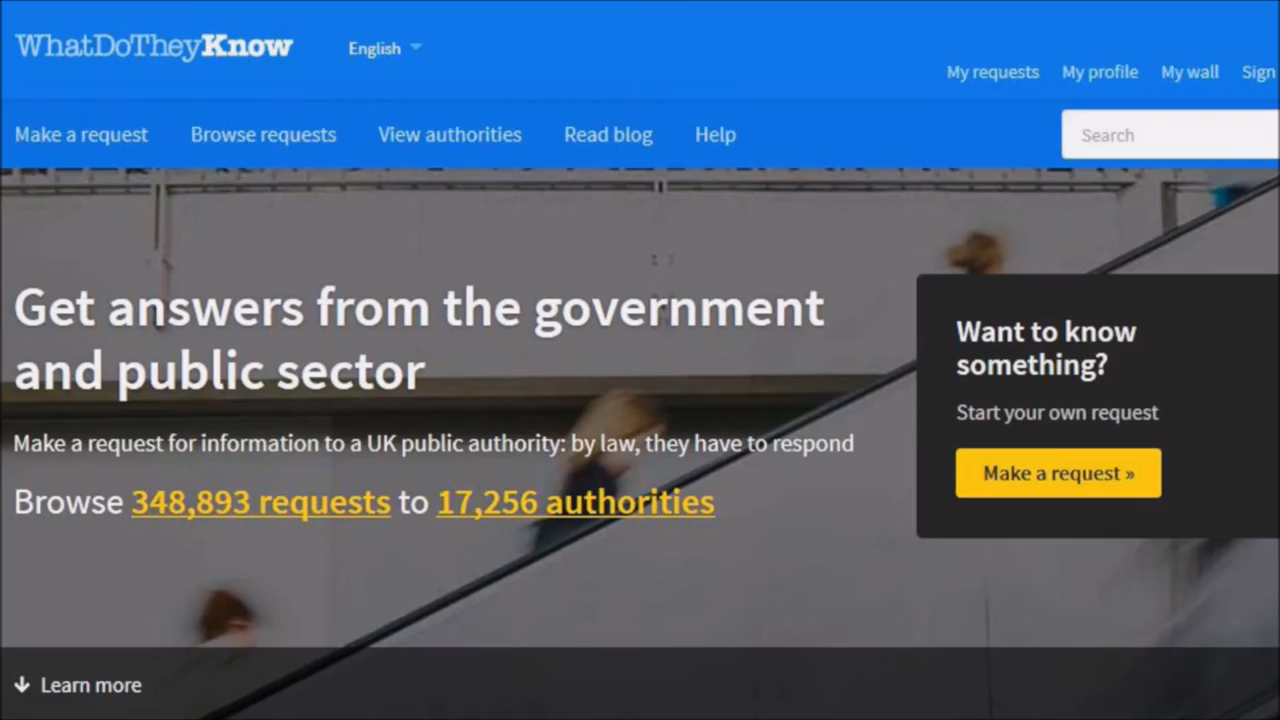 WhatDoTheyKnow
English
My requests My profile My wall Sign
Make a request Browse requests View authorities Read blog Help
Search
Get answers from the government
and public sector
Make a request for information to a UK public authority: by law, they have to respond
Browse 348,893 requests to 17,256 authorities
Want to know
something?
Start your own request
Make a request »
Learn more